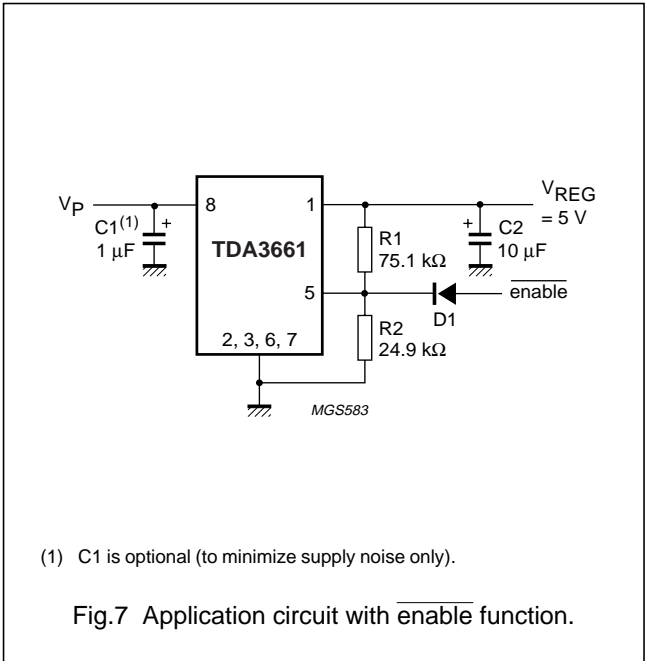 V_P
C1(1) +
1 µF
8
1
TDA3661
5
2, 3, 6, 7
R1
75.1 kΩ
R2
24.9 kΩ
+ C2
10 µF
V_REG
= 5 V
D1
enable
MGS583
(1) C1 is optional (to minimize supply noise only).
Fig.7 Application circuit with enable function.